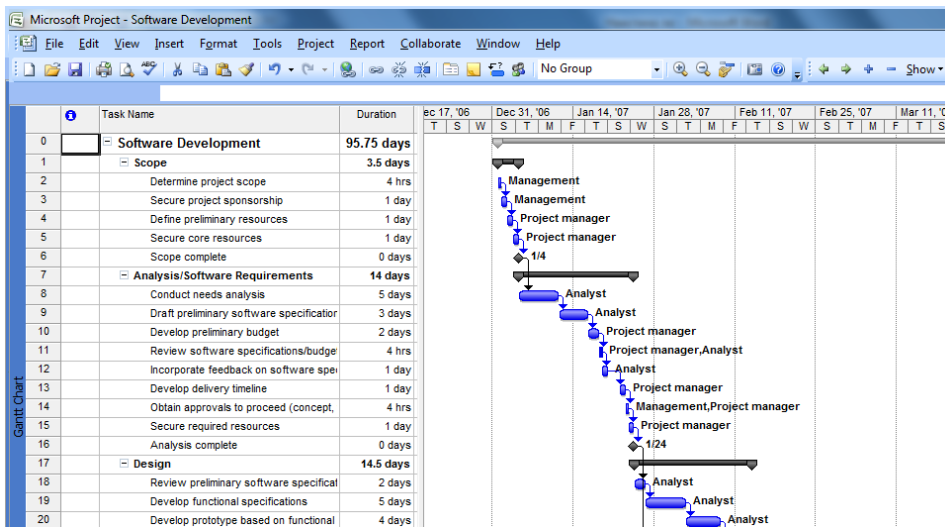 Microsoft Project - Software Development
File Edit View Insert Format Tools Project Report Collaborate Window Help
No Group Show
Task Name Duration ec 17, '06 Dec 31, '06 Jan 14, '07 Jan 28, '07 Feb 11, '07 Feb 25, '07 Mar 11, '0
T S W S T M F T S W S T M F T S W S T M F T S
0 Software Development 95.75 days
1 Scope 3.5 days
2 Determine project scope 4 hrs Management
3 Secure project sponsorship 1 day Management
4 Define preliminary resources 1 day Project manager
5 Secure core resources 1 day Project manager
6 Scope complete 0 days 1/4
7 Analysis/Software Requirements 14 days
8 Conduct needs analysis 5 days Analyst
9 Draft preliminary software specification 3 days Analyst
10 Develop preliminary budget 2 days Project manager
11 Review software specifications/budget 4 hrs Project manager,Analyst
12 Incorporate feedback on software spe 1 day Analyst
13 Develop delivery timeline 1 day Project manager
14 Obtain approvals to proceed (concept, 4 hrs Management,Project manager
15 Secure required resources 1 day Project manager
16 Analysis complete 0 days 1/24
17 Design 14.5 days
18 Review preliminary software specificat 2 days Analyst
19 Develop functional specifications 5 days Analyst
20 Develop prototype based on functional 4 days Analyst
Gantt Chart